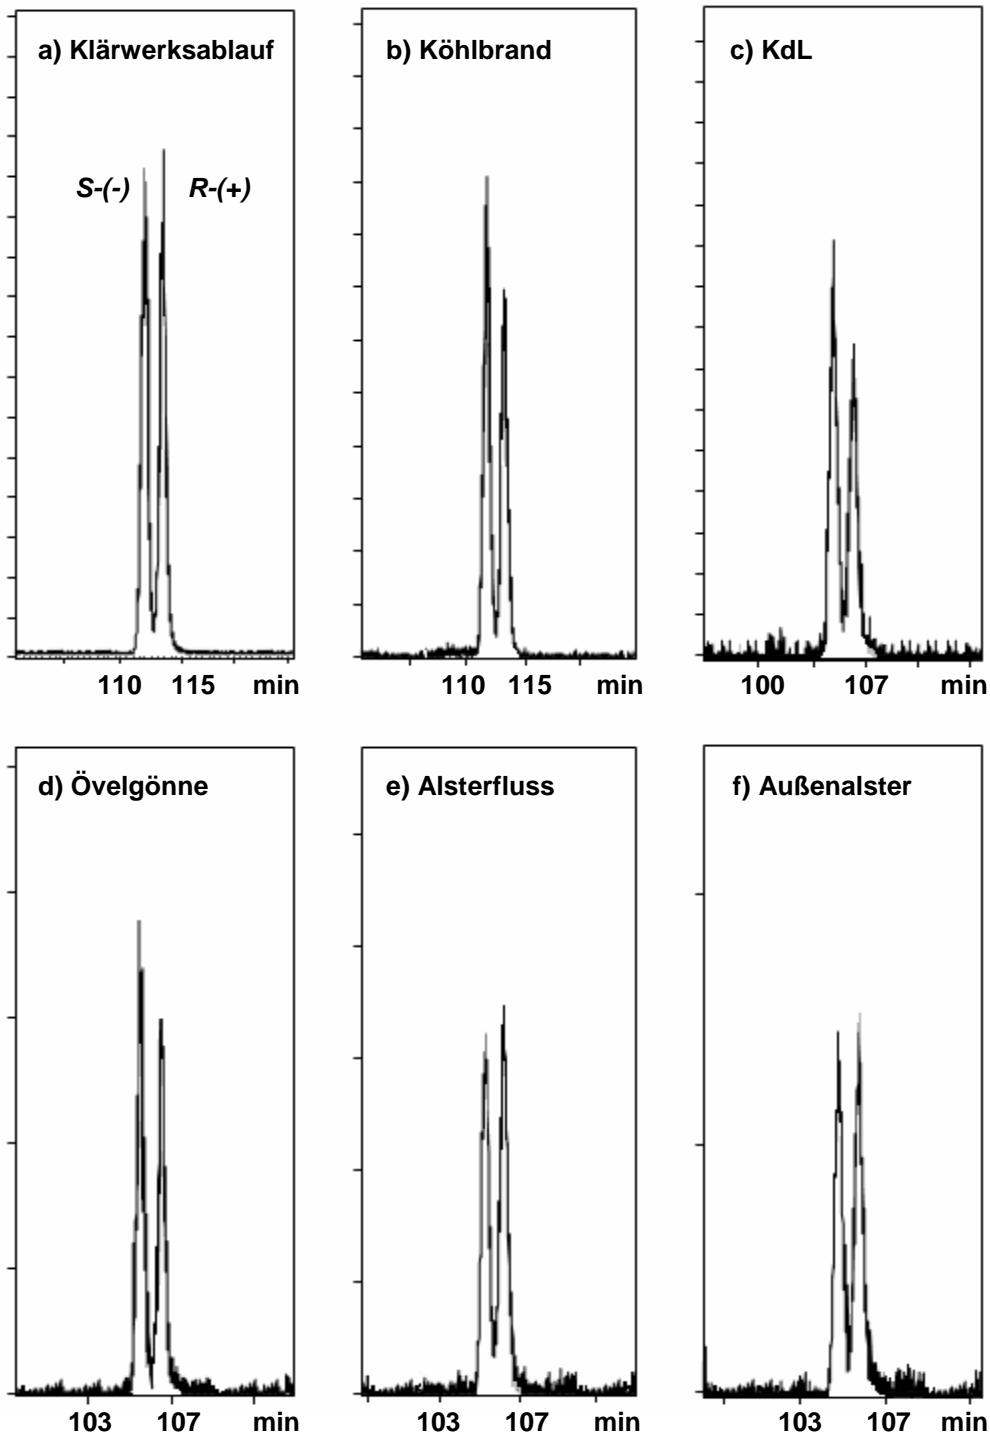 a) Klärwerksablauf
S-(-) R-(+)
110 115 min
b) Köhlbrand
110 115 min
c) KdL
100 107 min
d) Övelgönne
103 107 min
e) Alsterfluss
103 107 min
f) Außenalster
103 107 min